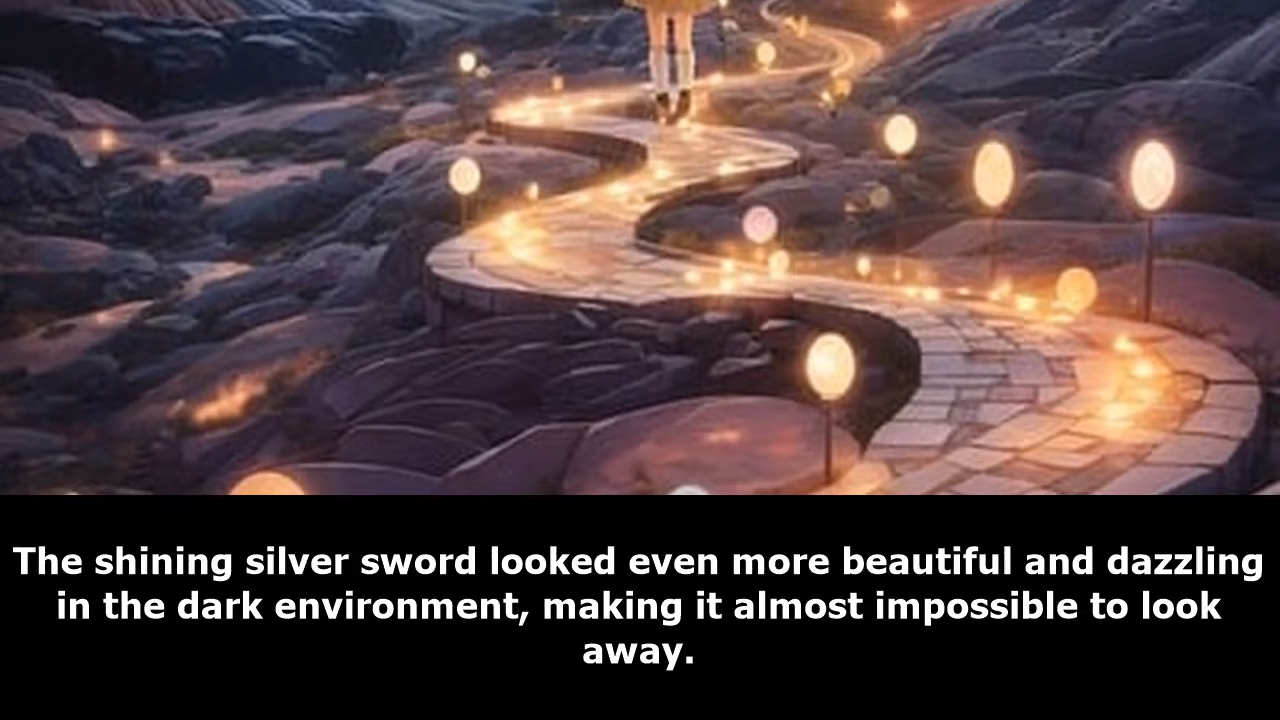 The shining silver sword looked even more beautiful and dazzling
in the dark environment, making it almost impossible to look
away.